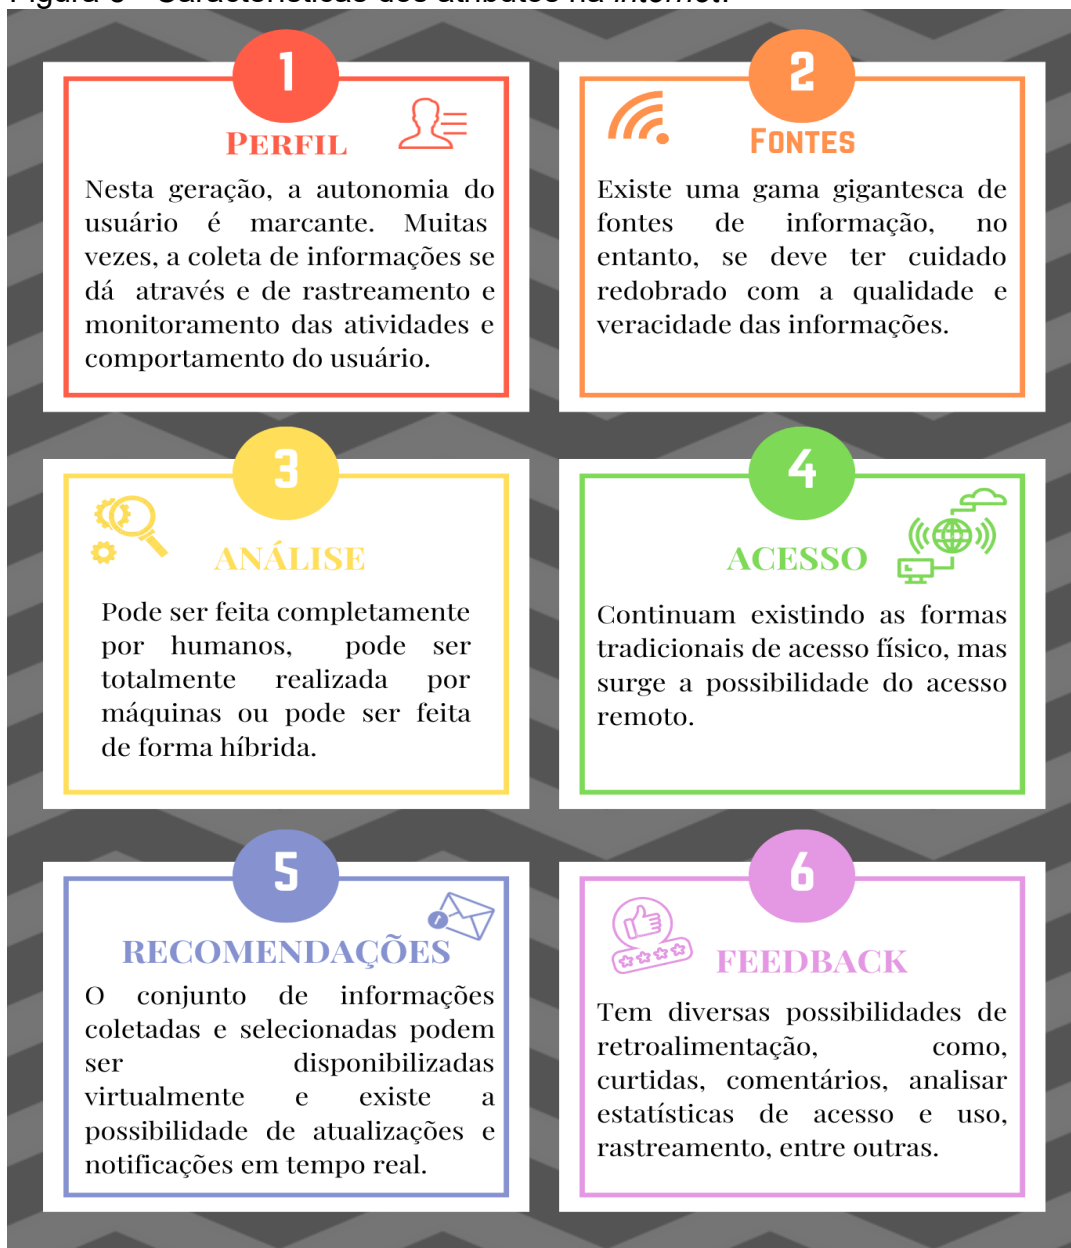 1
PERFIL
Nesta geração, a autonomia do
usuário é marcante. Muitas
vezes, a coleta de informações se
dá através e de rastreamento e
monitoramento das atividades e
comportamento do usuário.
2
FONTES
Existe uma gama gigantesca de
fontes de informação, no
entanto, se deve ter cuidado
redobrado com a qualidade e
veracidade das informações.
3
ANÁLISE
Pode ser feita completamente
por humanos, pode ser
totalmente realizada por
máquinas ou pode ser feita
de forma híbrida.
4
ACESSO
Continuam existindo as formas
tradicionais de acesso físico, mas
surge a possibilidade do acesso
remoto.
5
RECOMENDAÇÕES
O conjunto de informações
coletadas e selecionadas podem
ser disponibilizadas
virtualmente e existe a
possibilidade de atualizações e
notificações em tempo real.
6
FEEDBACK
Tem diversas possibilidades de
retroalimentação, como,
curtidas, comentários, analisar
estatísticas de acesso e uso,
rastreamento, entre outras.